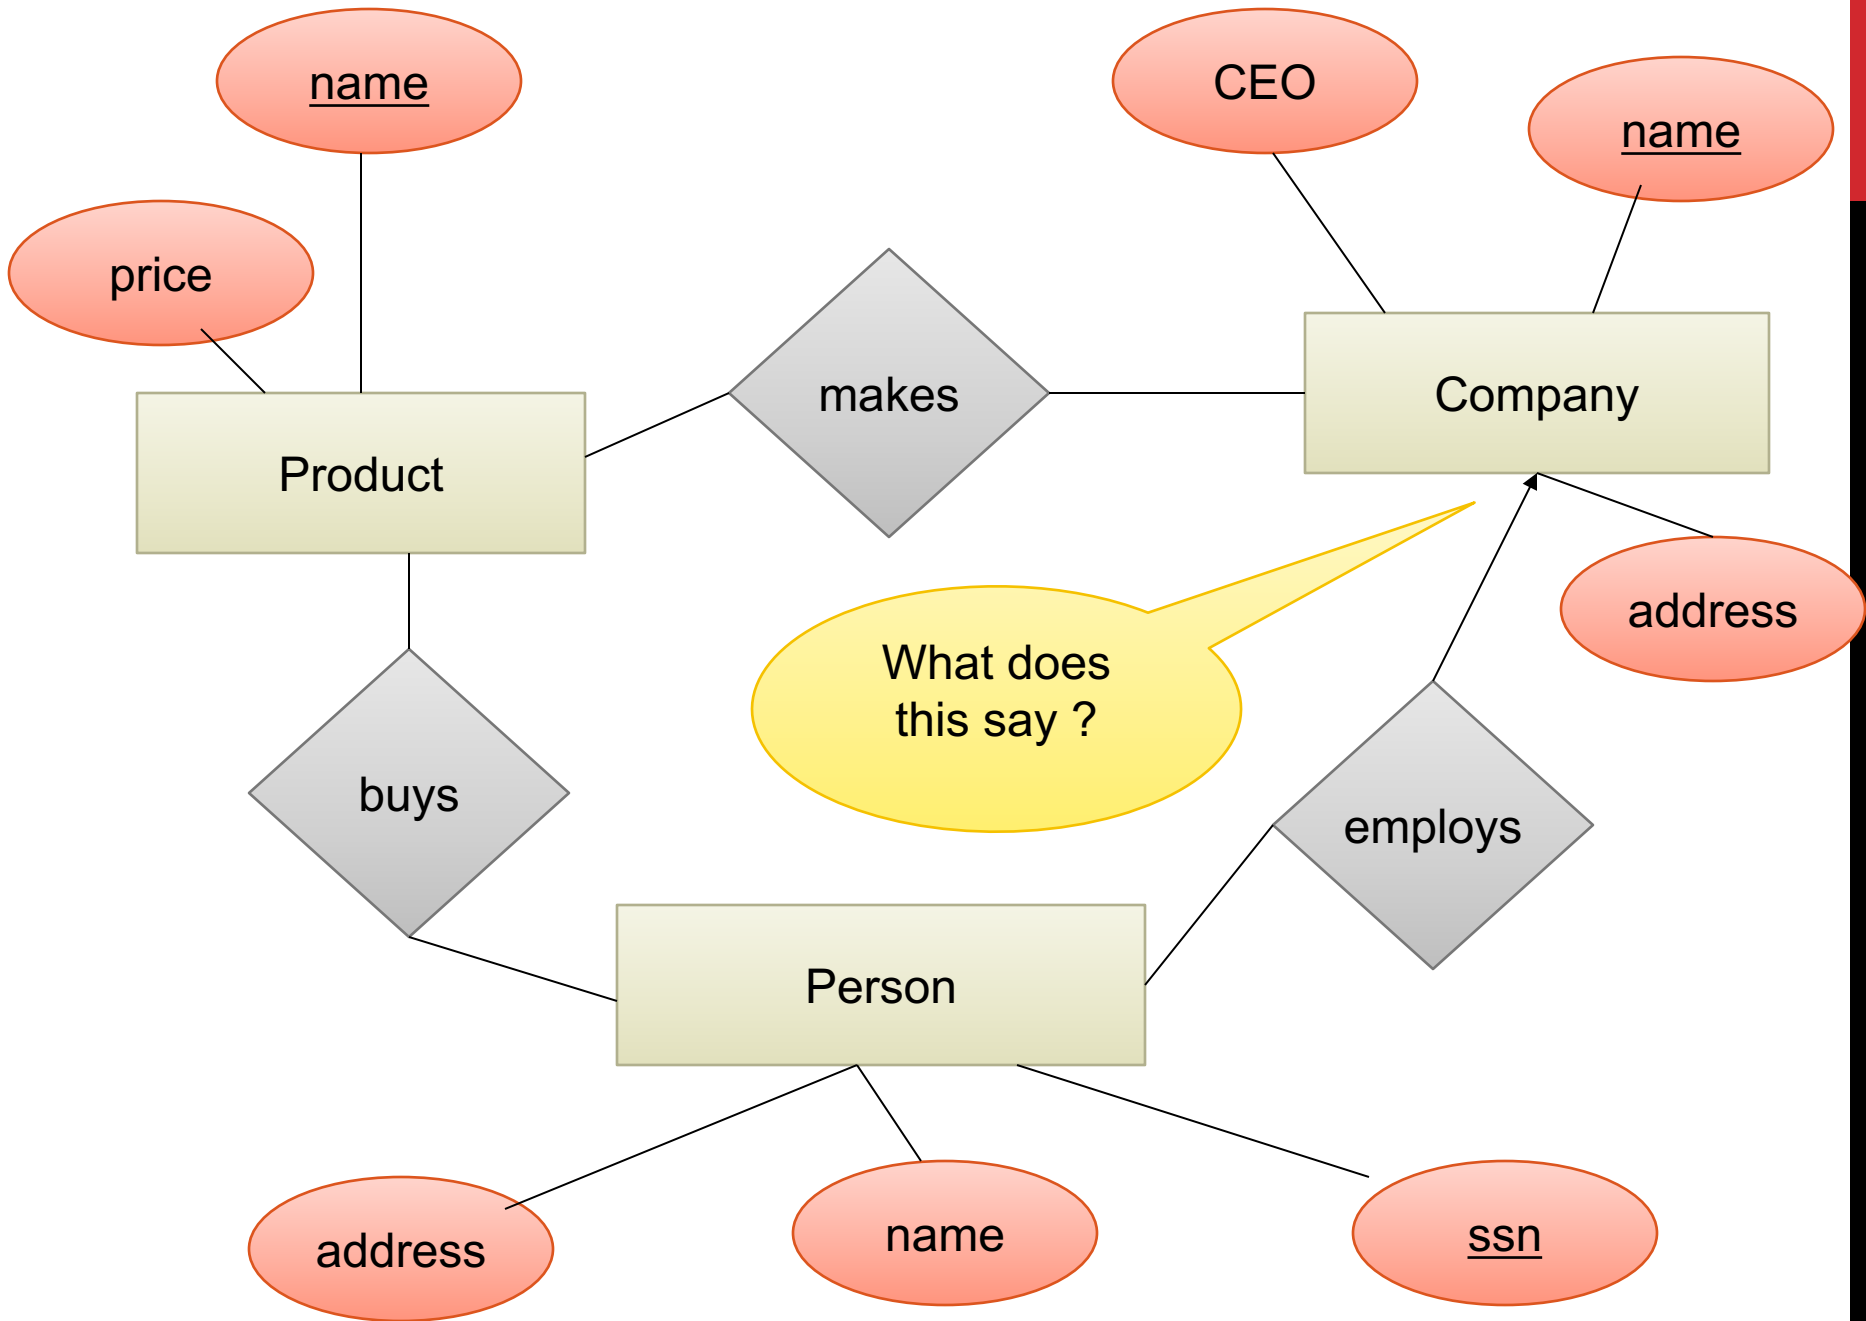 name
CEO
name
price
makes
Company
Product
address
What does
this say ?
buys
employs
Person
address
name
ssn